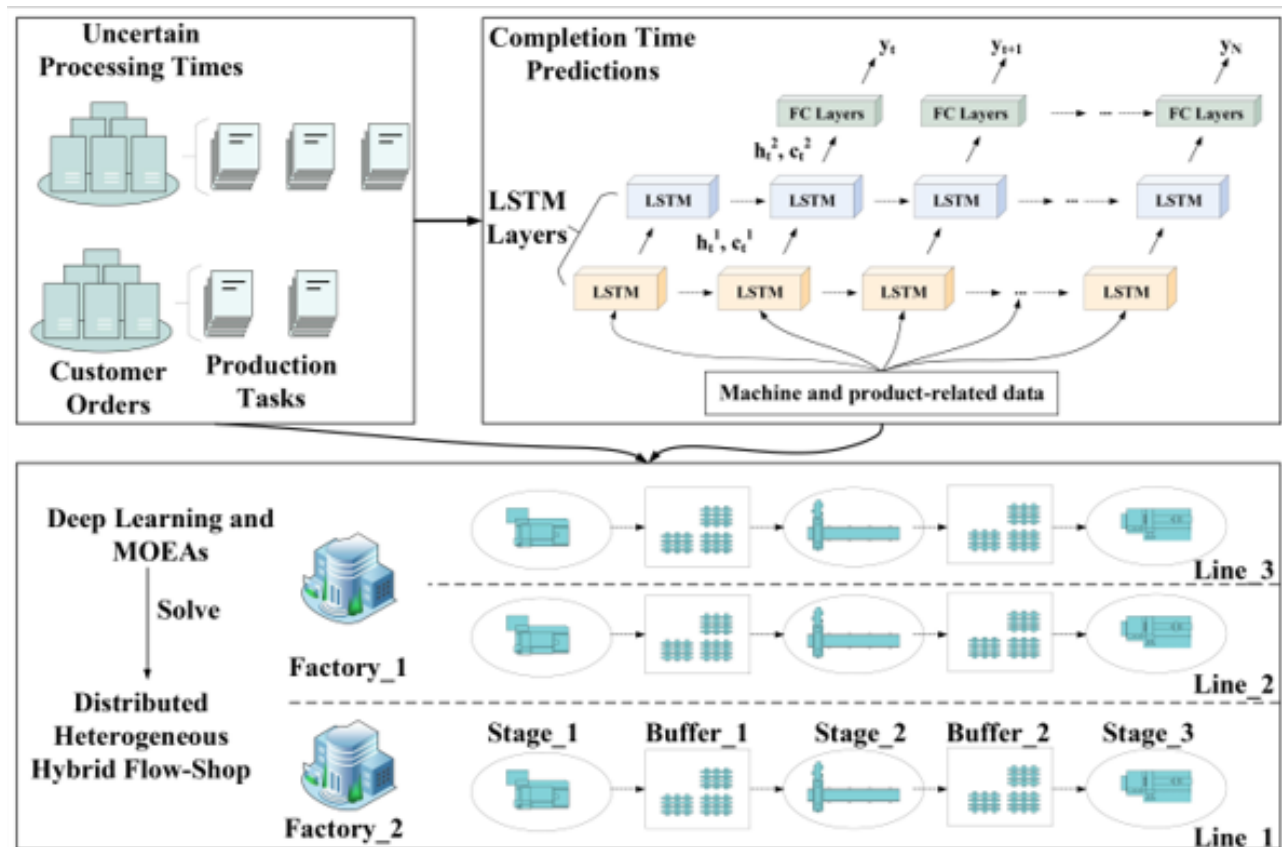 Uncertain
Processing Times
Customer
Orders
Production
Tasks
Completion Time
Predictions
yₜ
yₜ₊₁
y_N
FC Layers
FC Layers
...
FC Layers
hₜ², cₜ²
LSTM
Layers
LSTM
LSTM
LSTM
...
LSTM
hₜ¹, cₜ¹
LSTM
LSTM
LSTM
...
LSTM
Machine and product-related data
Deep Learning and
MOEAs
Solve
Distributed
Heterogeneous
Hybrid Flow-Shop
Factory_1
Factory_2
Line_3
Line_2
Stage_1
Buffer_1
Stage_2
Buffer_2
Stage_3
Line_1